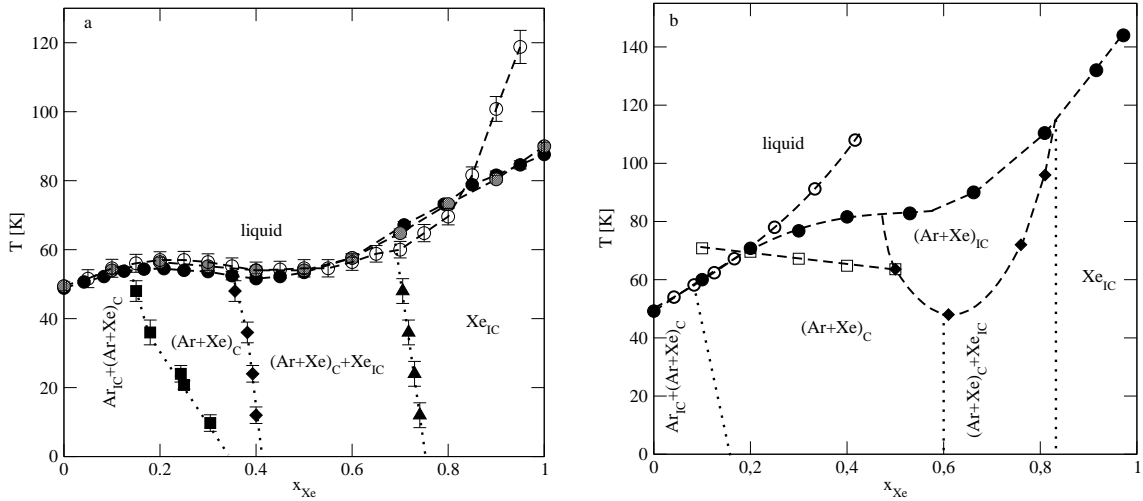 a
120
100
80
60
40
20
0
T [K]
liquid
Ar_IC+(Ar+Xe)_C
(Ar+Xe)_C
(Ar+Xe)_C+Xe_IC
Xe_IC
0 0.2 0.4 0.6 0.8 1
x_Xe
b
140
120
100
80
60
40
20
0
T [K]
liquid
(Ar+Xe)_IC
Ar_IC+(Ar+Xe)_C
(Ar+Xe)_C
(Ar+Xe)_C+Xe_IC
Xe_IC
0 0,2 0,4 0,6 0,8 1
x_Xe